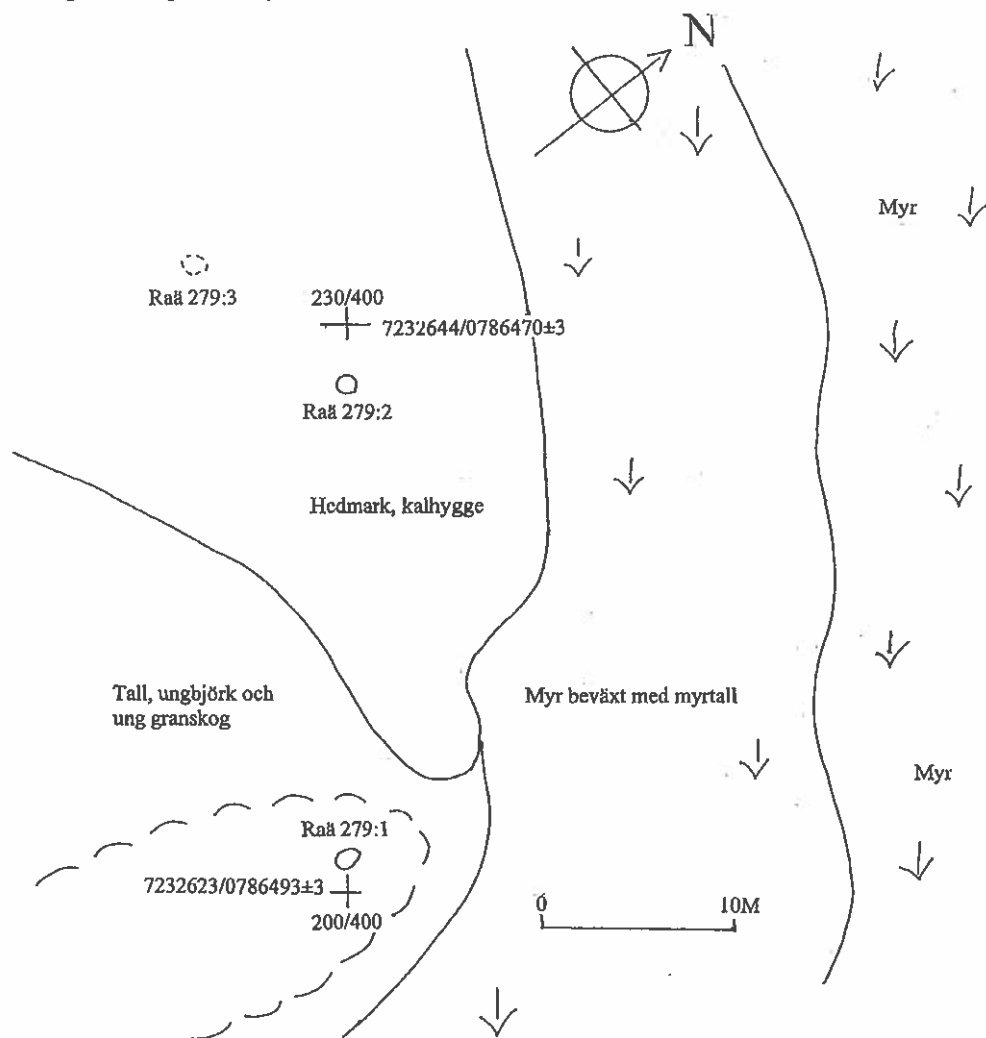 N
Myr
Raä 279:3
230/400
7232644/0786470±3
Raä 279:2
Hedmark, kalhygge
Tall, ungbjörk och
ung granskog
Myr beväxt med myrtall
Myr
Raä 279:1
7232623/0786493±3
200/400
0
10M